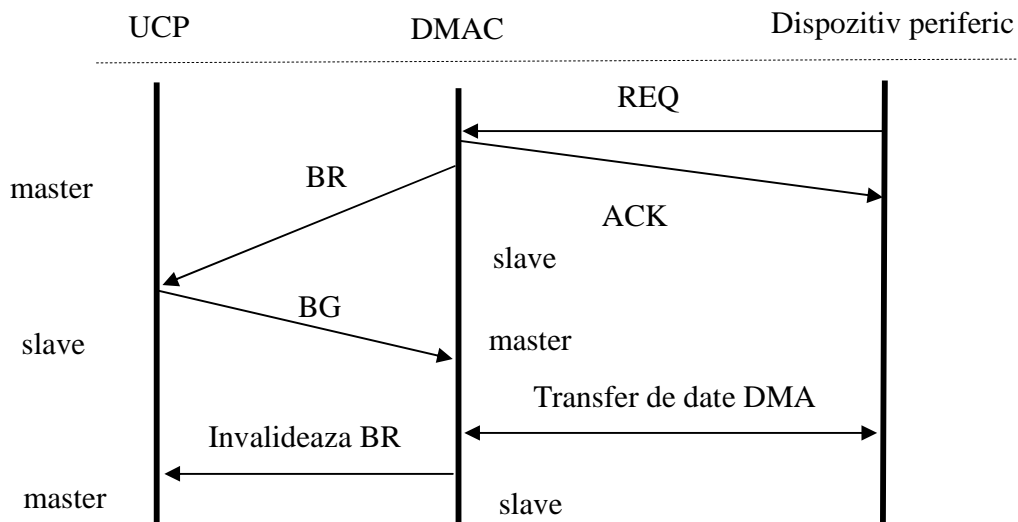 UCP
DMAC
Dispozitiv periferic
REQ
BR
master
ACK
slave
BG
slave
master
Transfer de date DMA
Invalideaza BR
master
slave